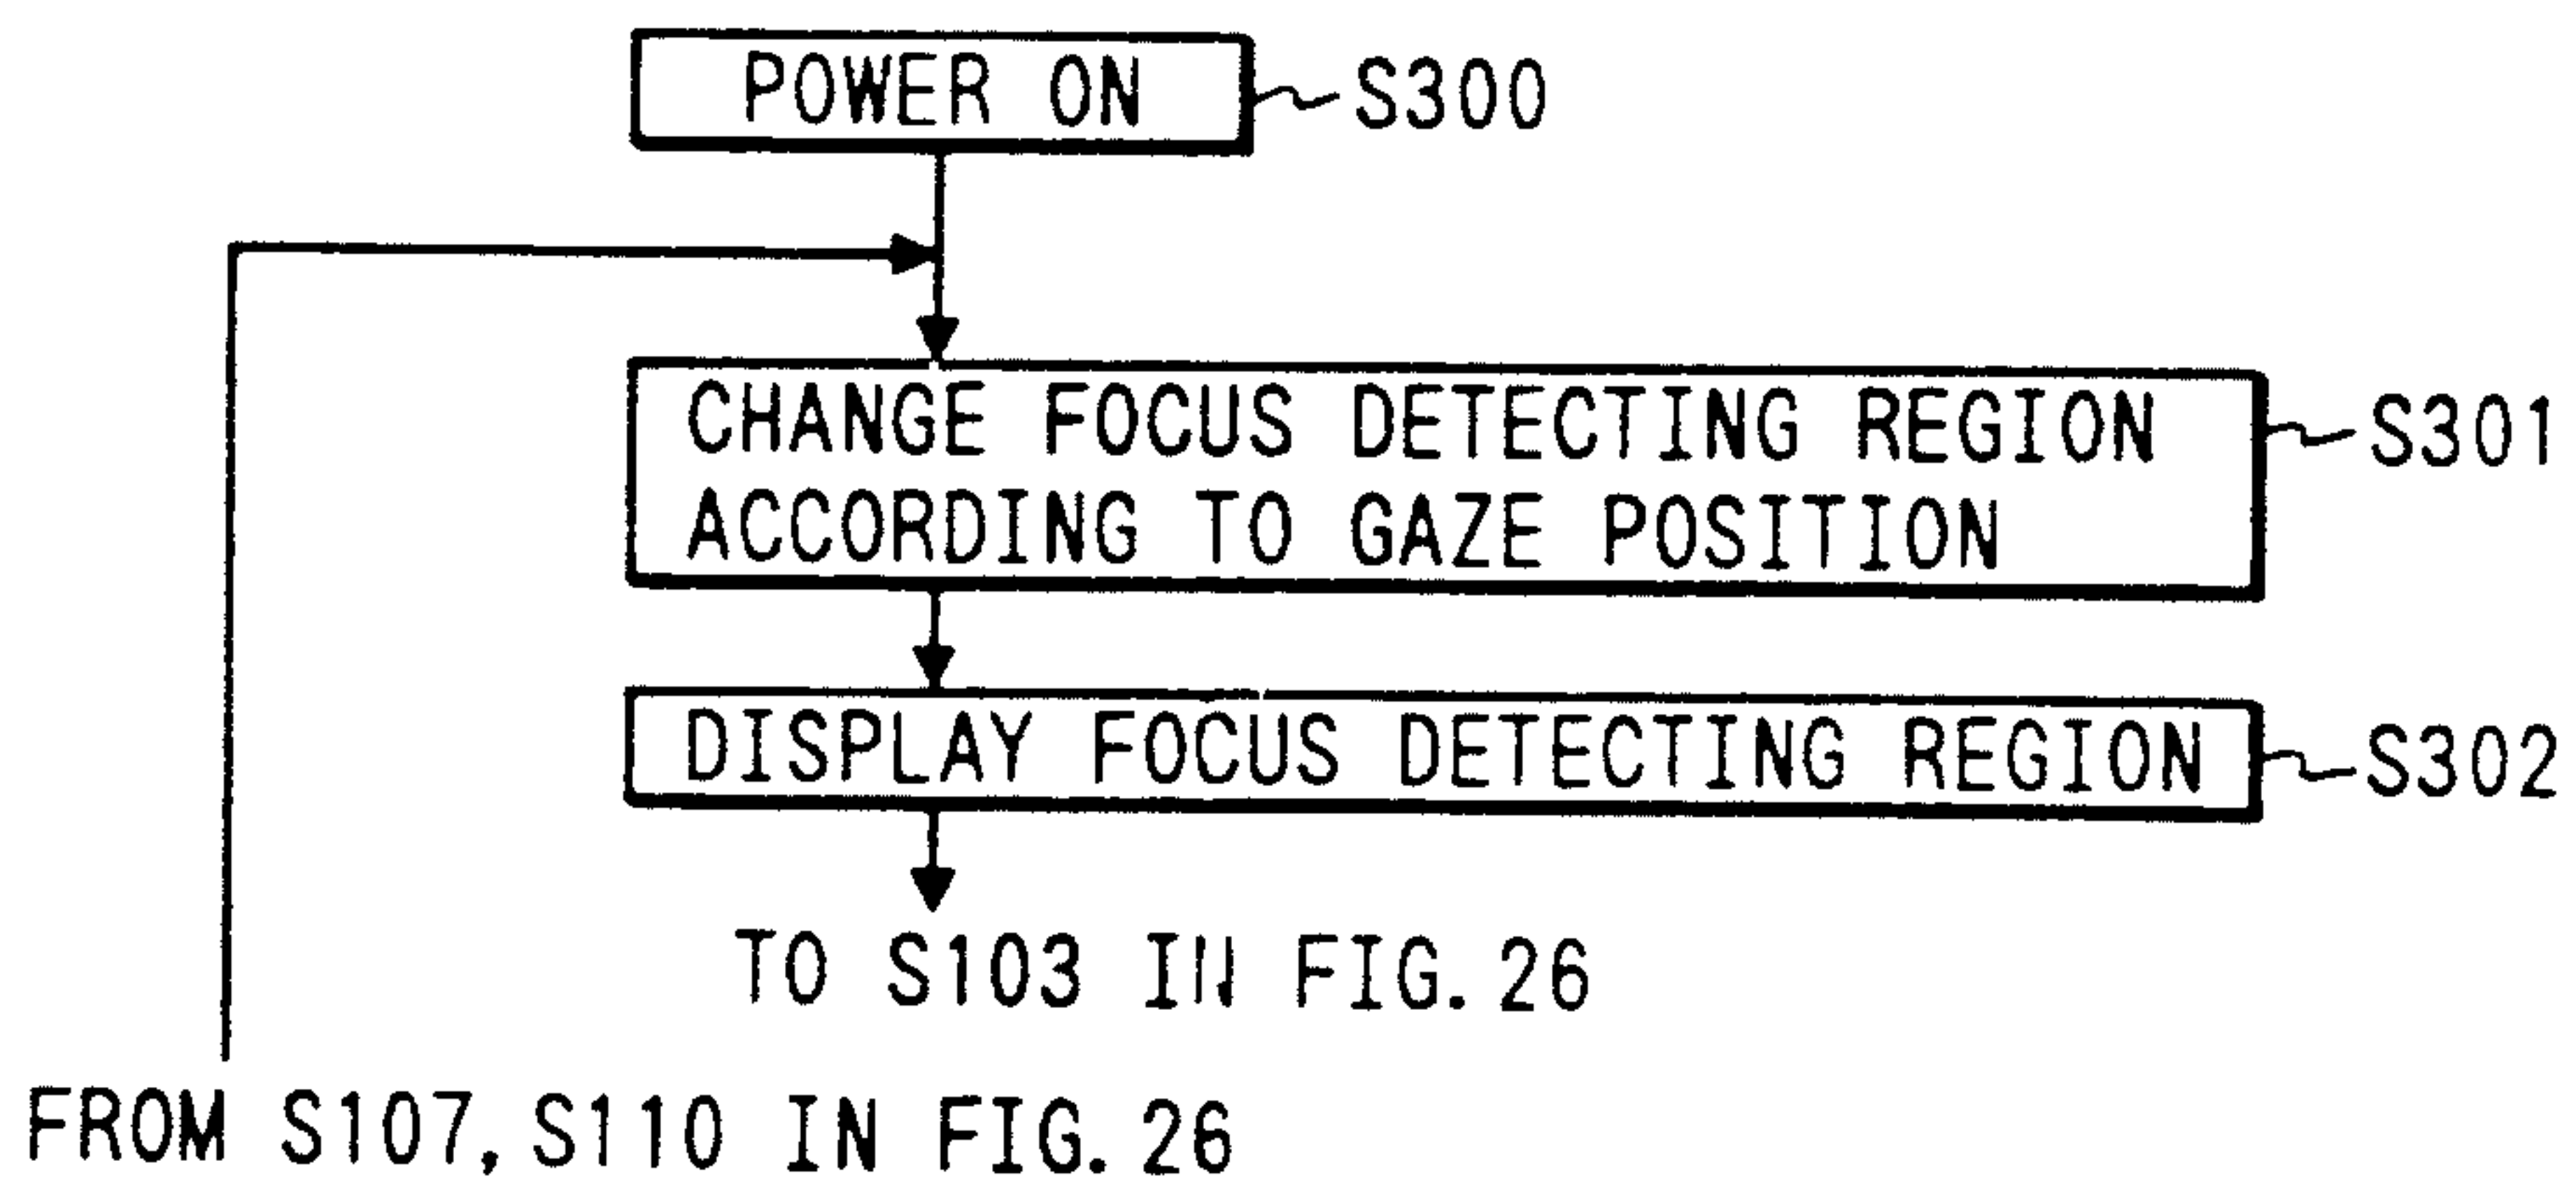 POWER ON
S300
CHANGE FOCUS DETECTING REGION
ACCORDING TO GAZE POSITION
S301
DISPLAY FOCUS DETECTING REGION
S302
TO S103 IN FIG. 26
FROM S107, S110 IN FIG. 26